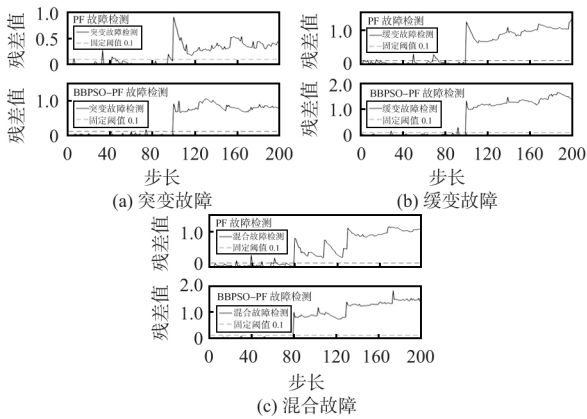 残差值
1.0
0.5
0
PF 故障检测
突变故障检测
固定阈值 0.1
残差值
2.0
1.0
0
BBPSO-PF 故障检测
突变故障检测
固定阈值 0.1
0 40 80 120 160 200
步长
(a) 突变故障
残差值
1.0
0
PF 故障检测
缓变故障检测
固定阈值 0.1
残差值
2.0
1.0
0
BBPSO-PF 故障检测
缓变故障检测
固定阈值 0.1
0 40 80 120 160 200
步长
(b) 缓变故障
残差值
1.0
0
PF 故障检测
混合故障检测
固定阈值 0.1
残差值
2.0
1.0
0
BBPSO-PF 故障检测
混合故障检测
固定阈值 0.1
0 40 80 120 160 200
步长
(c) 混合故障